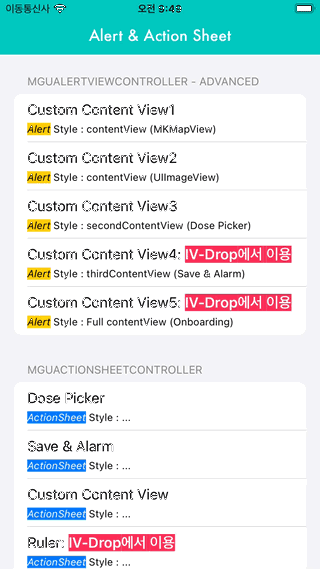 이동통신사 오전 8:48
Alert & Action Sheet
MGUALERTVIEWCONTROLLER - ADVANCED
Custom Content View1
Alert Style : contentView (MKMapView)
Custom Content View2
Alert Style : contentView (UIImageView)
Custom Content View3
Alert Style : secondContentView (Dose Picker)
Custom Content View4: IV-Drop에서 이용
Alert Style : thirdContentView (Save & Alarm)
Custom Content View5: IV-Drop에서 이용
Alert Style : Full contentView (Onboarding)
MGUACTIONSHEETCONTROLLER
Dose Picker
ActionSheet Style : ...
Save & Alarm
ActionSheet Style : ...
Custom Content View
ActionSheet Style : ...
Ruler: IV-Drop에서 이용
ActionSheet Style : ...